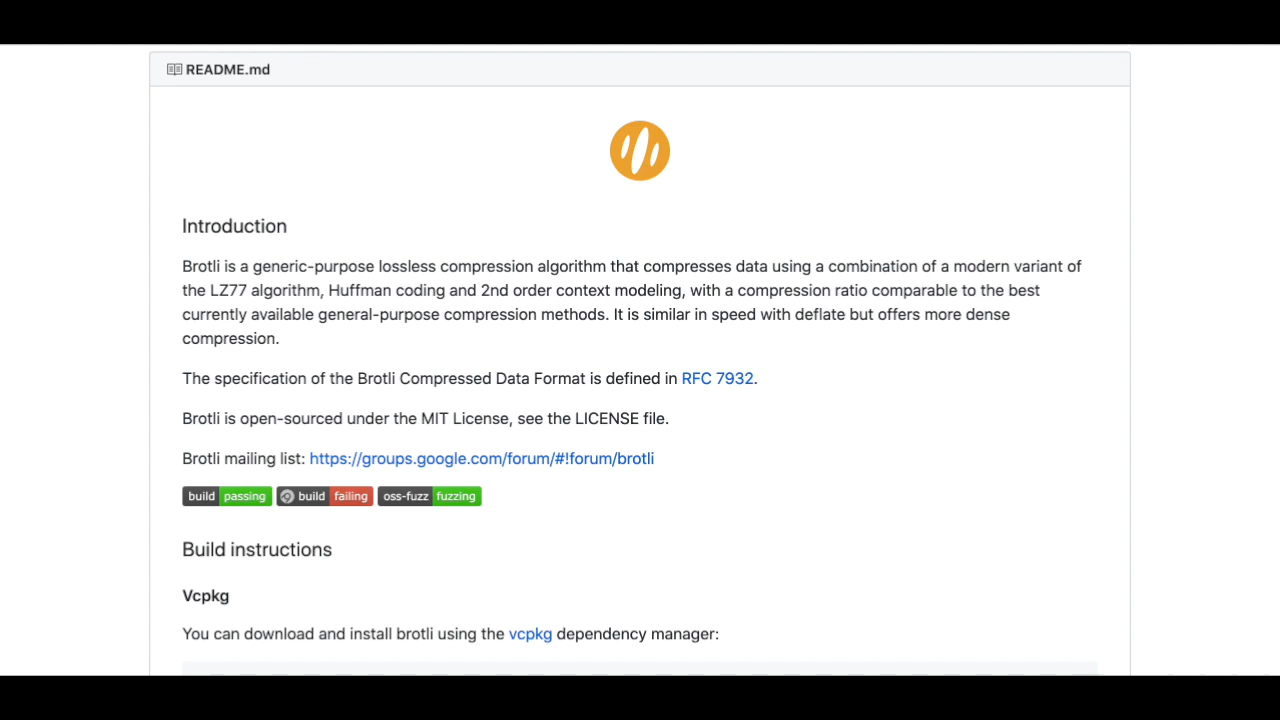 README.md
Introduction
Brotli is a generic-purpose lossless compression algorithm that compresses data using a combination of a modern variant of
the LZ77 algorithm, Huffman coding and 2nd order context modeling, with a compression ratio comparable to the best
currently available general-purpose compression methods. It is similar in speed with deflate but offers more dense
compression.
The specification of the Brotli Compressed Data Format is defined in RFC 7932.
Brotli is open-sourced under the MIT License, see the LICENSE file.
Brotli mailing list: https://groups.google.com/forum/#!forum/brotli
build passing build failing oss-fuzz fuzzing
Build instructions
Vcpkg
You can download and install brotli using the vcpkg dependency manager: